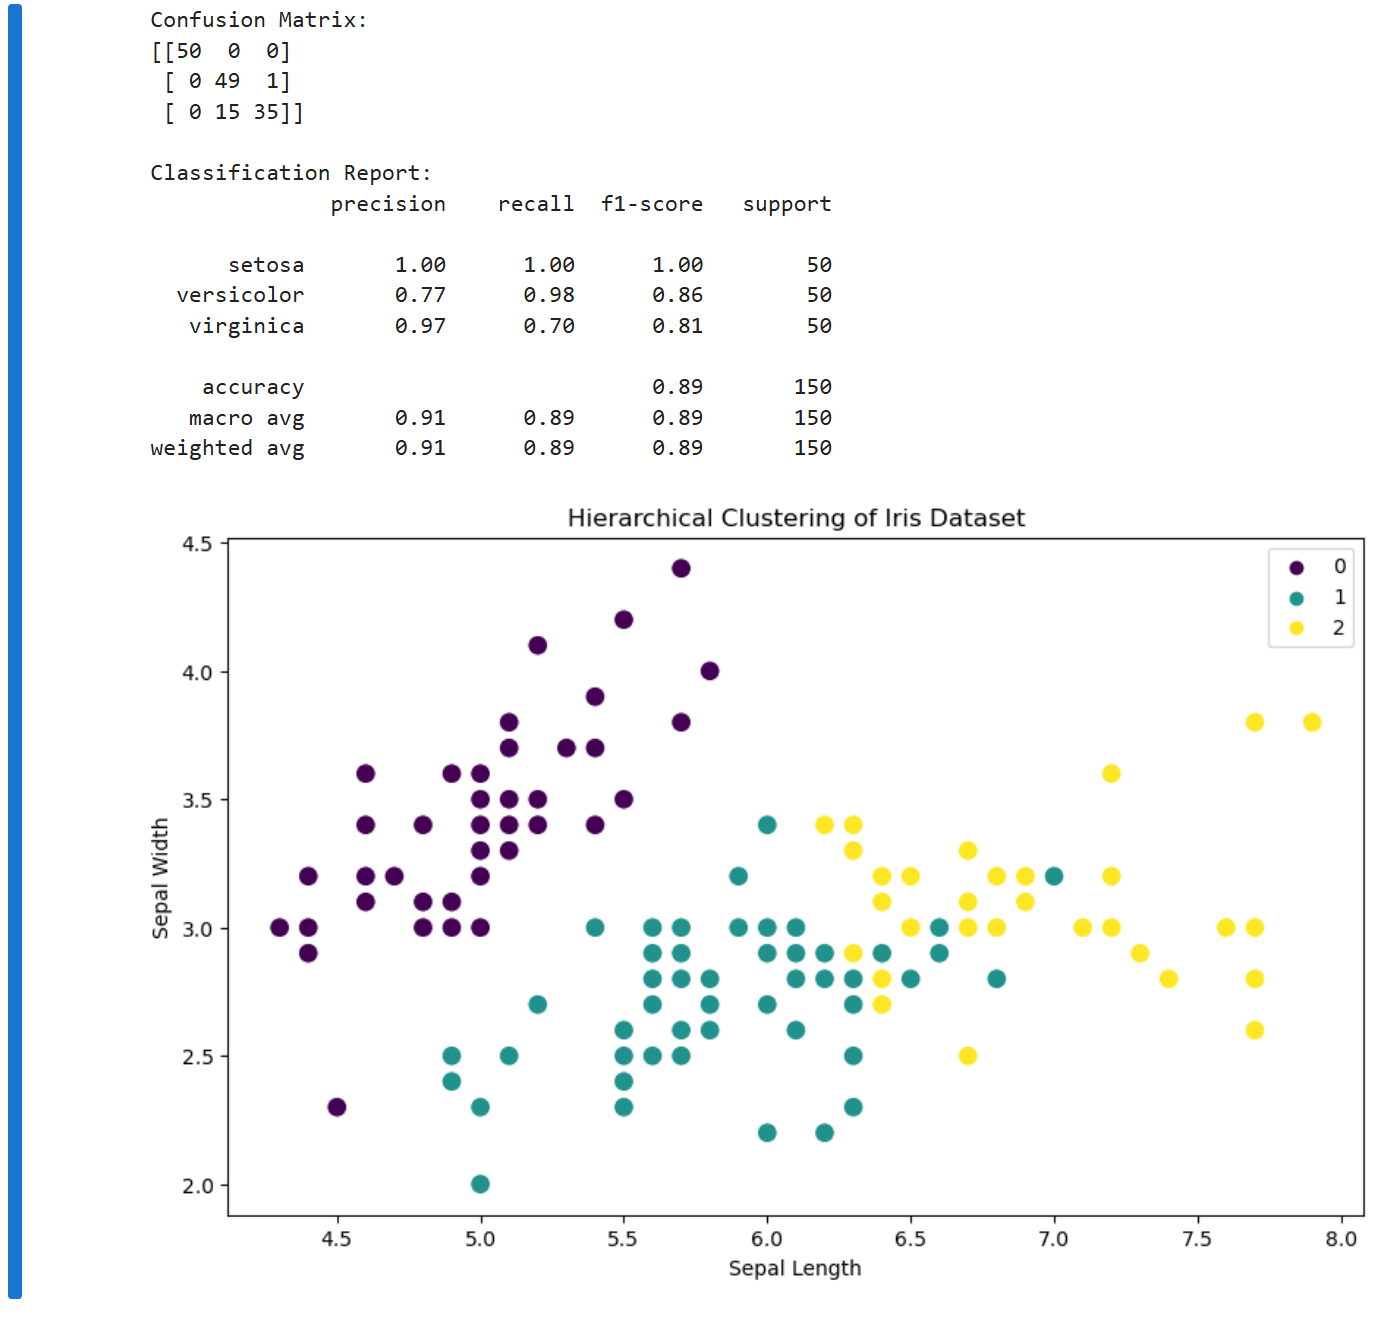 Confusion Matrix:
[[50  0  0]
 [ 0 49  1]
 [ 0 15 35]]
Classification Report:
              precision    recall  f1-score   support
      setosa       1.00      1.00      1.00        50
  versicolor       0.77      0.98      0.86        50
   virginica       0.97      0.70      0.81        50
    accuracy                           0.89       150
   macro avg       0.91      0.89      0.89       150
weighted avg       0.91      0.89      0.89       150
Hierarchical Clustering of Iris Dataset
0
1
2
4.5
4.0
3.5
3.0
2.5
2.0
Sepal Width
4.5 5.0 5.5 6.0 6.5 7.0 7.5 8.0
Sepal Length